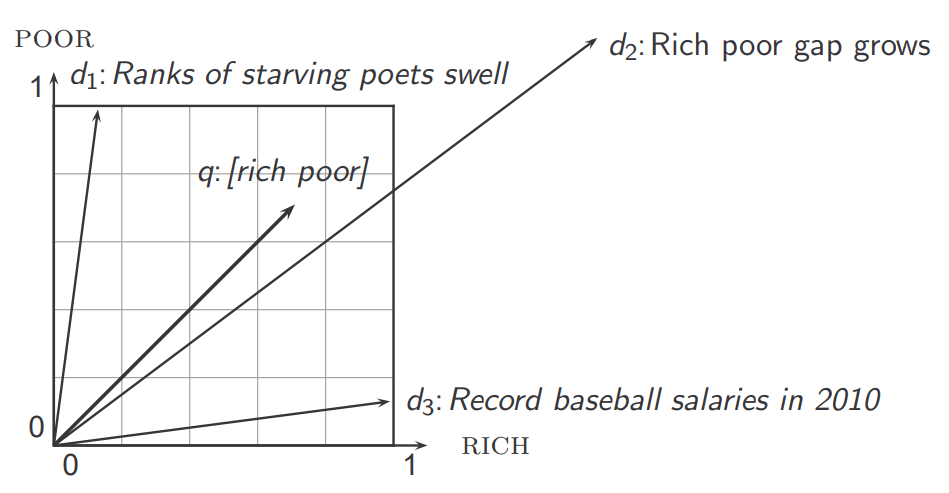 POOR
d₂: Rich poor gap grows
1
d₁: Ranks of starving poets swell
q: [rich poor]
d₃: Record baseball salaries in 2010
0
RICH
0
1